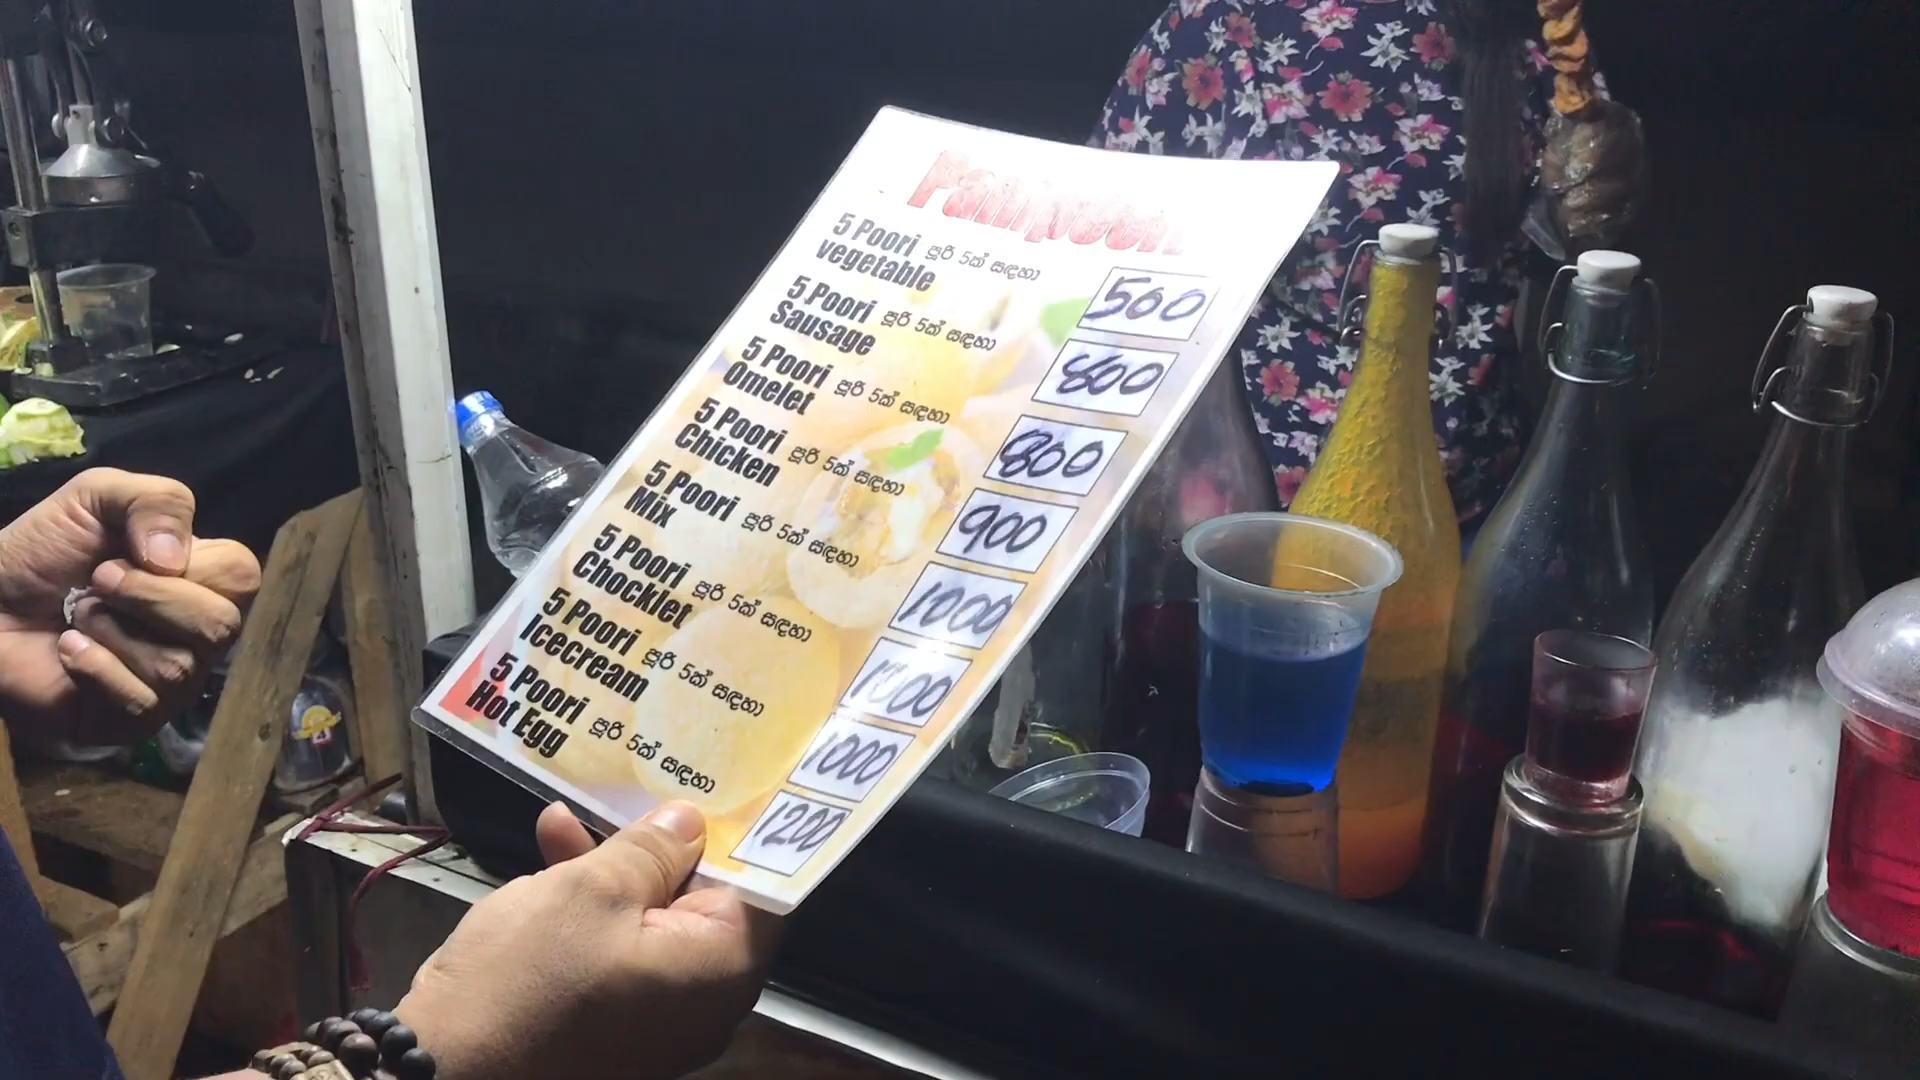 Panipoori
5 Poori පූරි 5ක් සඳහා
vegetable
500
5 Poori පූරි 5ක් සඳහා
Sausage
800
5 Poori පූරි 5ක් සඳහා
Omelet
800
5 Poori පූරි 5ක් සඳහා
Chicken
900
5 Poori පූරි 5ක් සඳහා
Mix
1000
5 Poori පූරි 5ක් සඳහා
Chocklet
1000
5 Poori පූරි 5ක් සඳහා
Icecream
1000
5 Poori පූරි 5ක් සඳහා
Hot Egg
1200